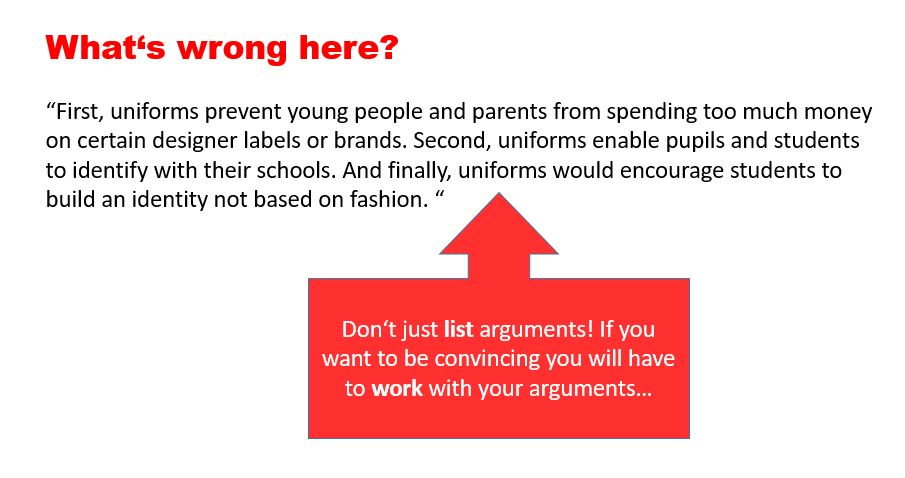 What‘s wrong here?
“First, uniforms prevent young people and parents from spending too much money
on certain designer labels or brands. Second, uniforms enable pupils and students
to identify with their schools. And finally, uniforms would encourage students to
build an identity not based on fashion. “
Don‘t just list arguments! If you
want to be convincing you will have
to work with your arguments…